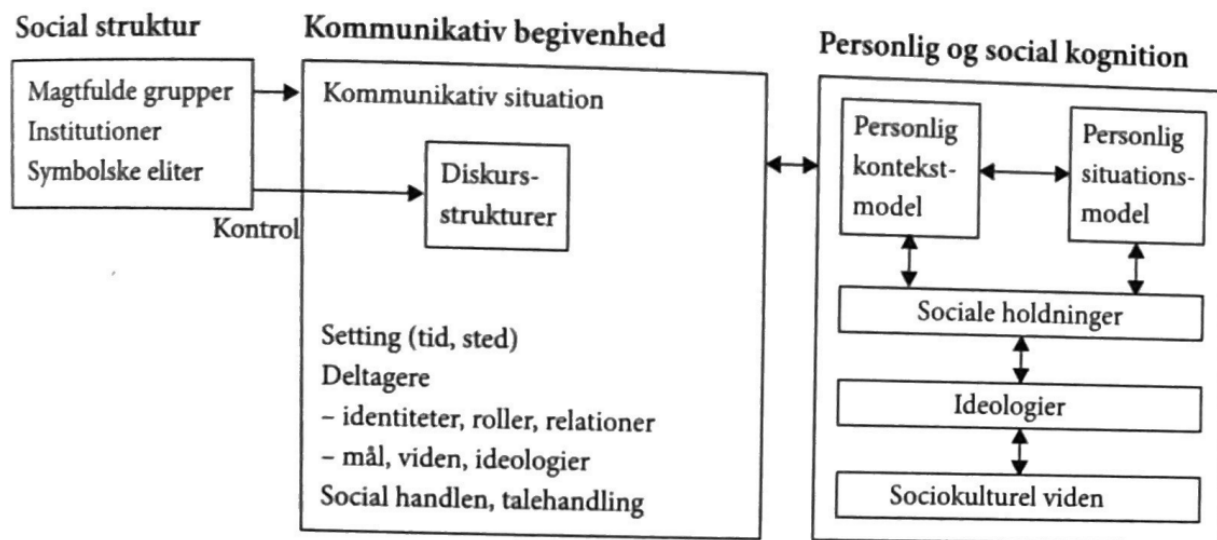 Social struktur
Magtfulde grupper
Institutioner
Symbolske eliter
Kontrol
Kommunikativ begivenhed
Kommunikativ situation
Diskurs-
strukturer
Setting (tid, sted)
Deltagere
– identiteter, roller, relationer
– mål, viden, ideologier
Social handlen, talehandling
Personlig og social kognition
Personlig
kontekst-
model
Personlig
situations-
model
Sociale holdninger
Ideologier
Sociokulturel viden